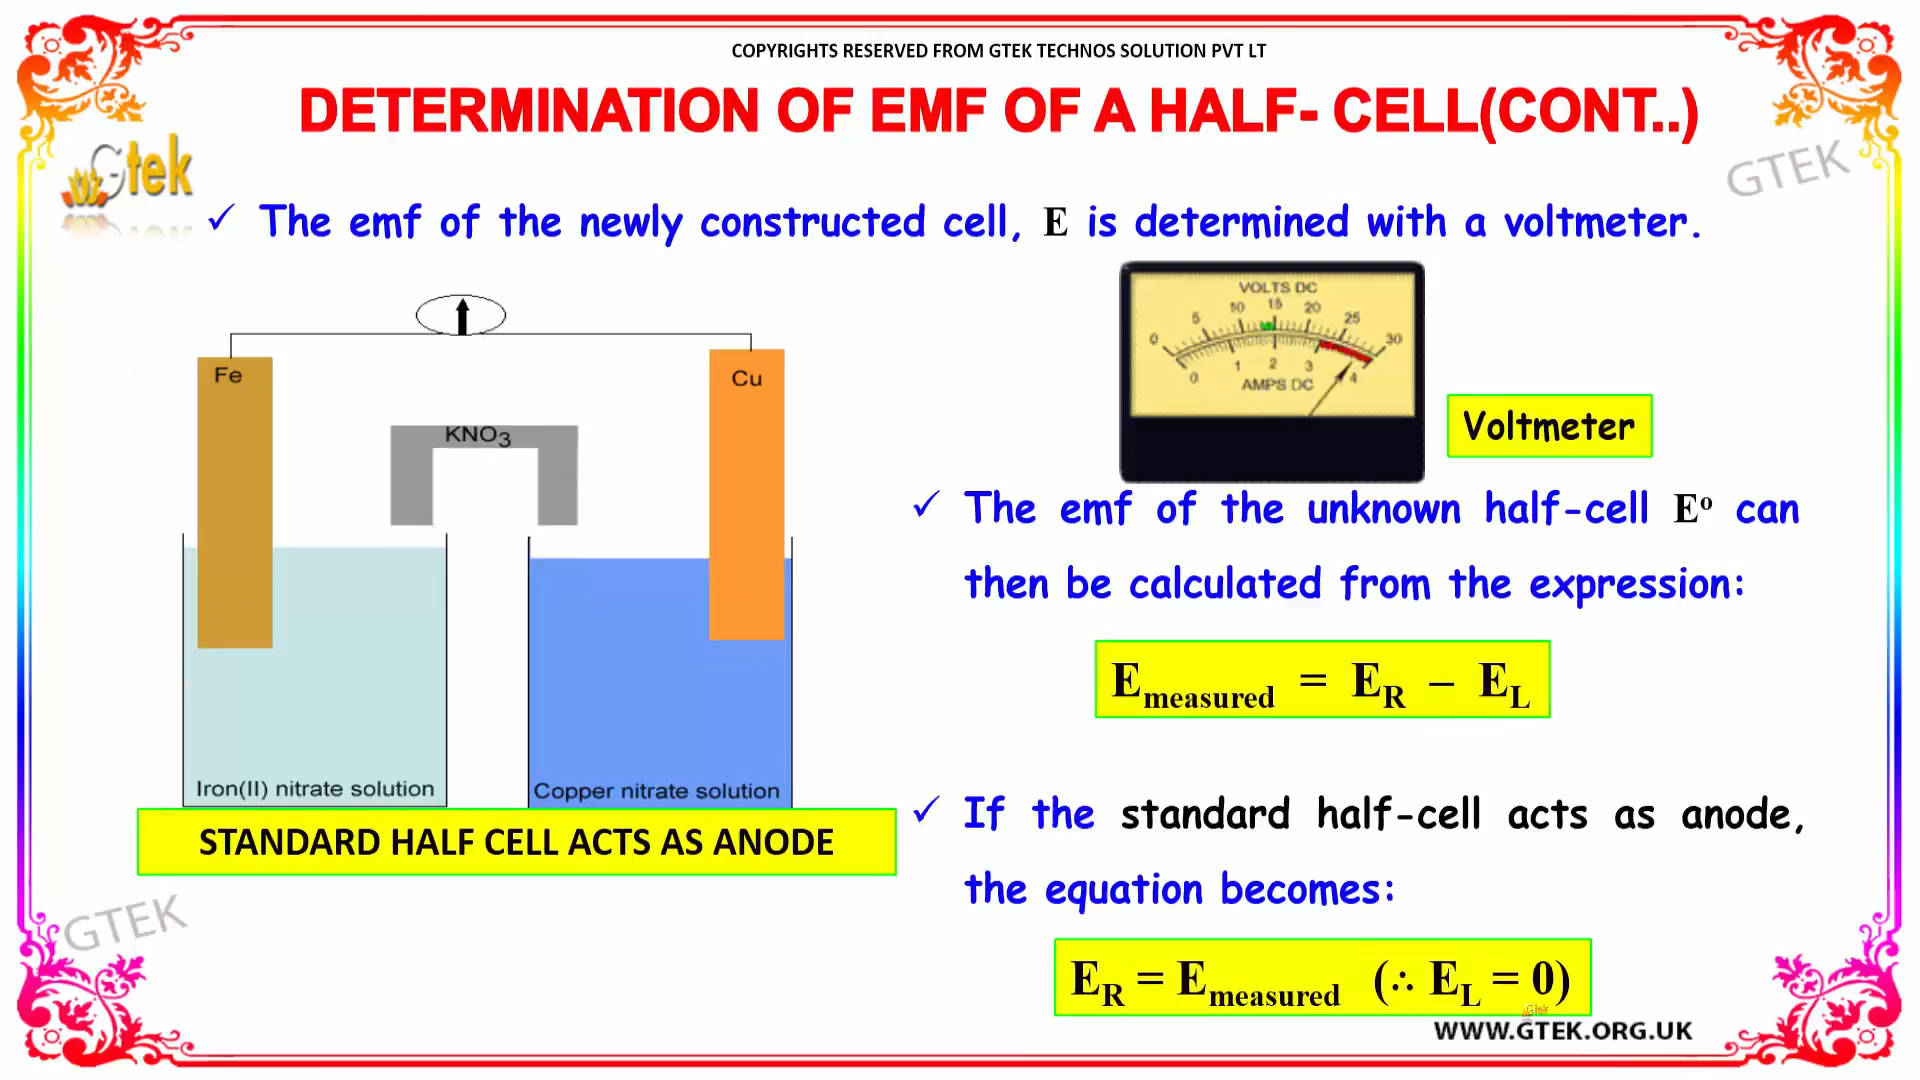 COPYRIGHTS RESERVED FROM GTEK TECHNOS SOLUTION PVT LT
DETERMINATION OF EMF OF A HALF- CELL(CONT..)
Gtek
GTEK
✓ The emf of the newly constructed cell, E is determined with a voltmeter.
VOLTS DC
0 5 10 15 20 25 30
0 1 2 3 4
AMPS DC
Voltmeter
Fe
Cu
KNO₃
Iron(II) nitrate solution
Copper nitrate solution
STANDARD HALF CELL ACTS AS ANODE
✓ The emf of the unknown half-cell Eᵒ can
then be calculated from the expression:
E_measured = E_R – E_L
✓ If the standard half-cell acts as anode,
the equation becomes:
E_R = E_measured (∴ E_L = 0)
GTEK
WWW.GTEK.ORG.UK